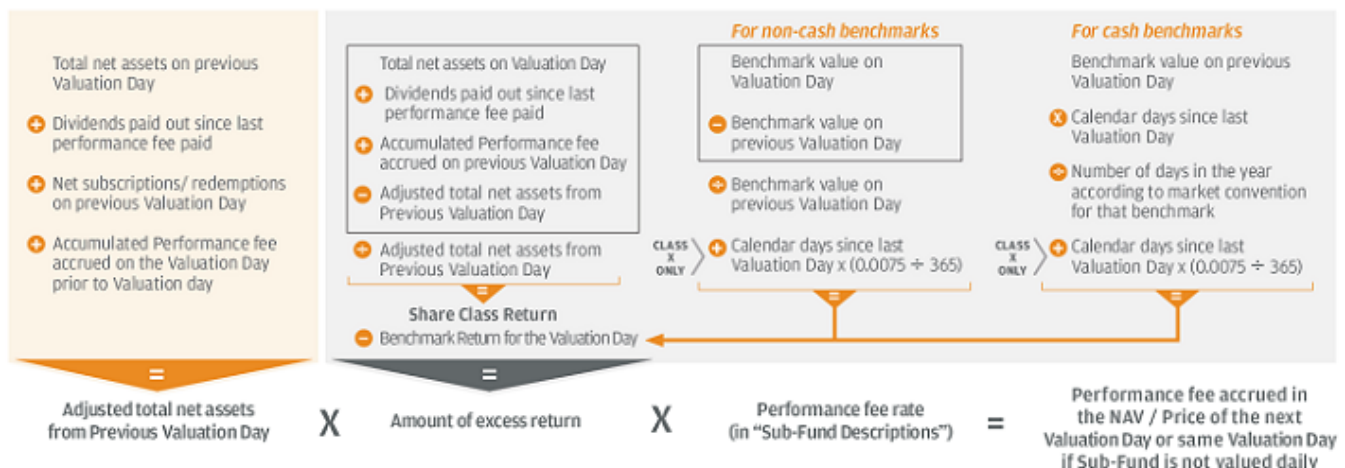 Total net assets on previous
Valuation Day
+ Dividends paid out since last
performance fee paid
+ Net subscriptions/ redemptions
on previous Valuation Day
+ Accumulated Performance fee
accrued on the Valuation Day
prior to Valuation day
=
Adjusted total net assets
from Previous Valuation Day
X
Total net assets on Valuation Day
+ Dividends paid out since last
performance fee paid
+ Accumulated Performance fee
accrued on previous Valuation Day
− Adjusted total net assets from
Previous Valuation Day
÷ Adjusted total net assets from
Previous Valuation Day
=
Share Class Return
− Benchmark Return for the Valuation Day
=
Amount of excess return
X
For non-cash benchmarks
Benchmark value on
Valuation Day
− Benchmark value on
previous Valuation Day
÷ Benchmark value on
previous Valuation Day
CLASS
X
ONLY
+ Calendar days since last
Valuation Day x (0.0075 ÷ 365)
=
For cash benchmarks
Benchmark value on previous
Valuation Day
X Calendar days since last
Valuation Day
÷ Number of days in the year
according to market convention
for that benchmark
CLASS
X
ONLY
+ Calendar days since last
Valuation Day x (0.0075 ÷ 365)
=
Performance fee rate
(in “Sub-Fund Descriptions”)
=
Performance fee accrued in
the NAV / Price of the next
Valuation Day or same Valuation Day
if Sub-Fund is not valued daily